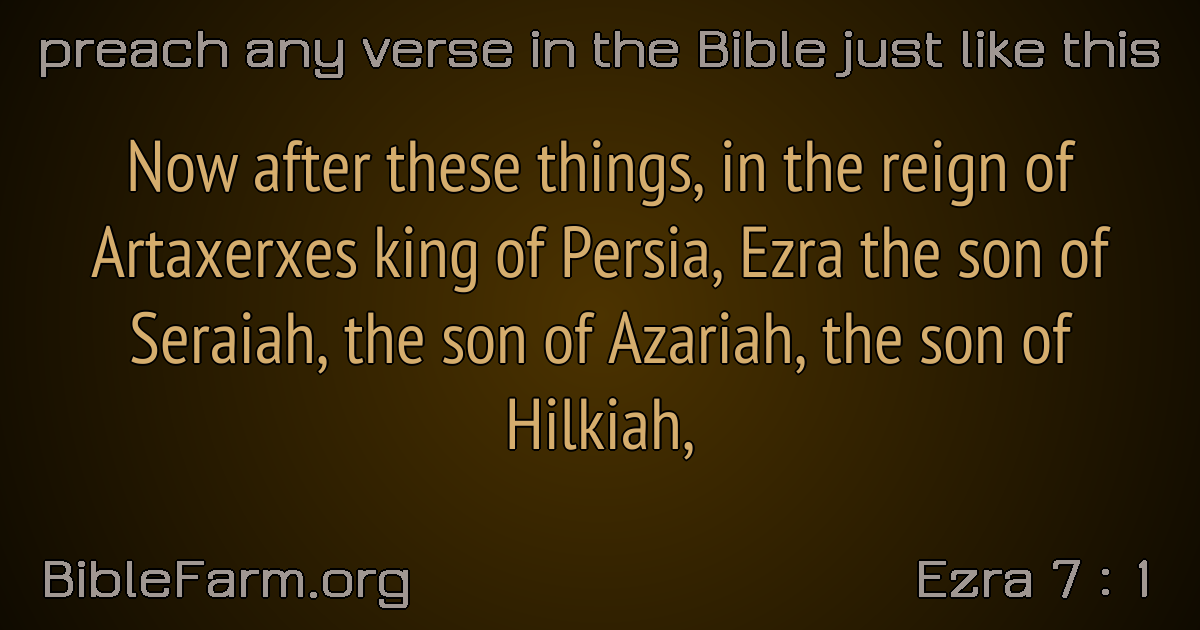 preach any verse in the Bible just like this
Now after these things, in the reign of
Artaxerxes king of Persia, Ezra the son of
Seraiah, the son of Azariah, the son of
Hilkiah,
BibleFarm.org
Ezra 7 : 1